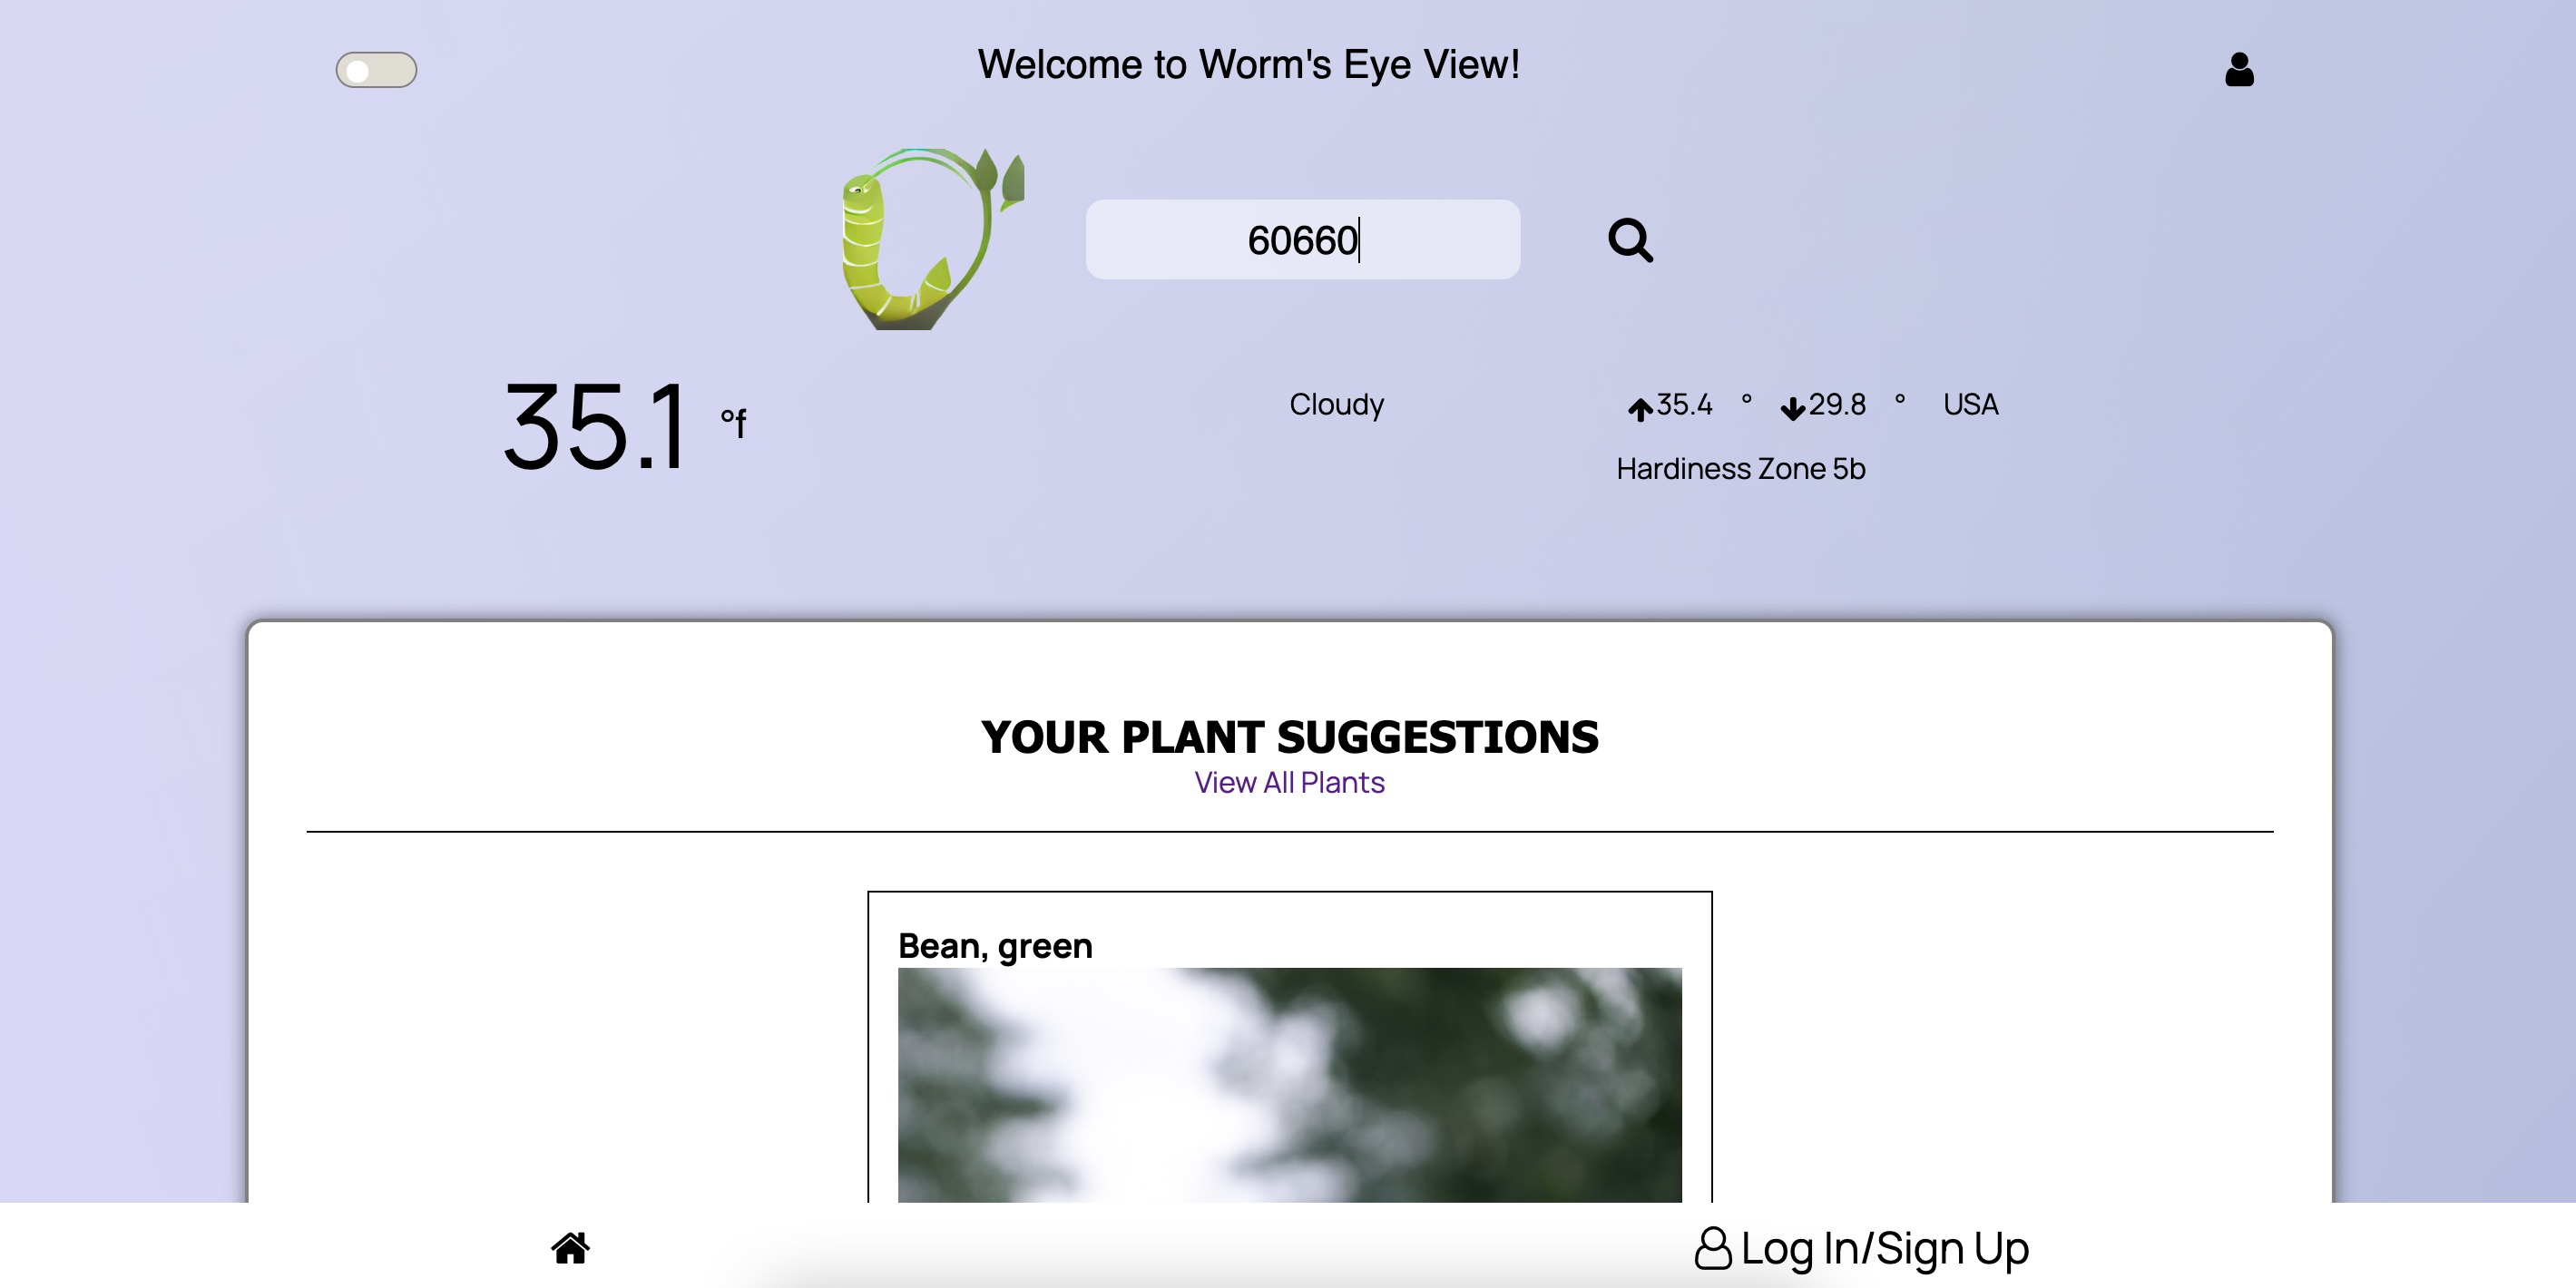 Welcome to Worm's Eye View!
60660
35.1 °f
Cloudy
35.4 ° 29.8 ° USA
Hardiness Zone 5b
YOUR PLANT SUGGESTIONS
View All Plants
Bean, green
Log In/Sign Up